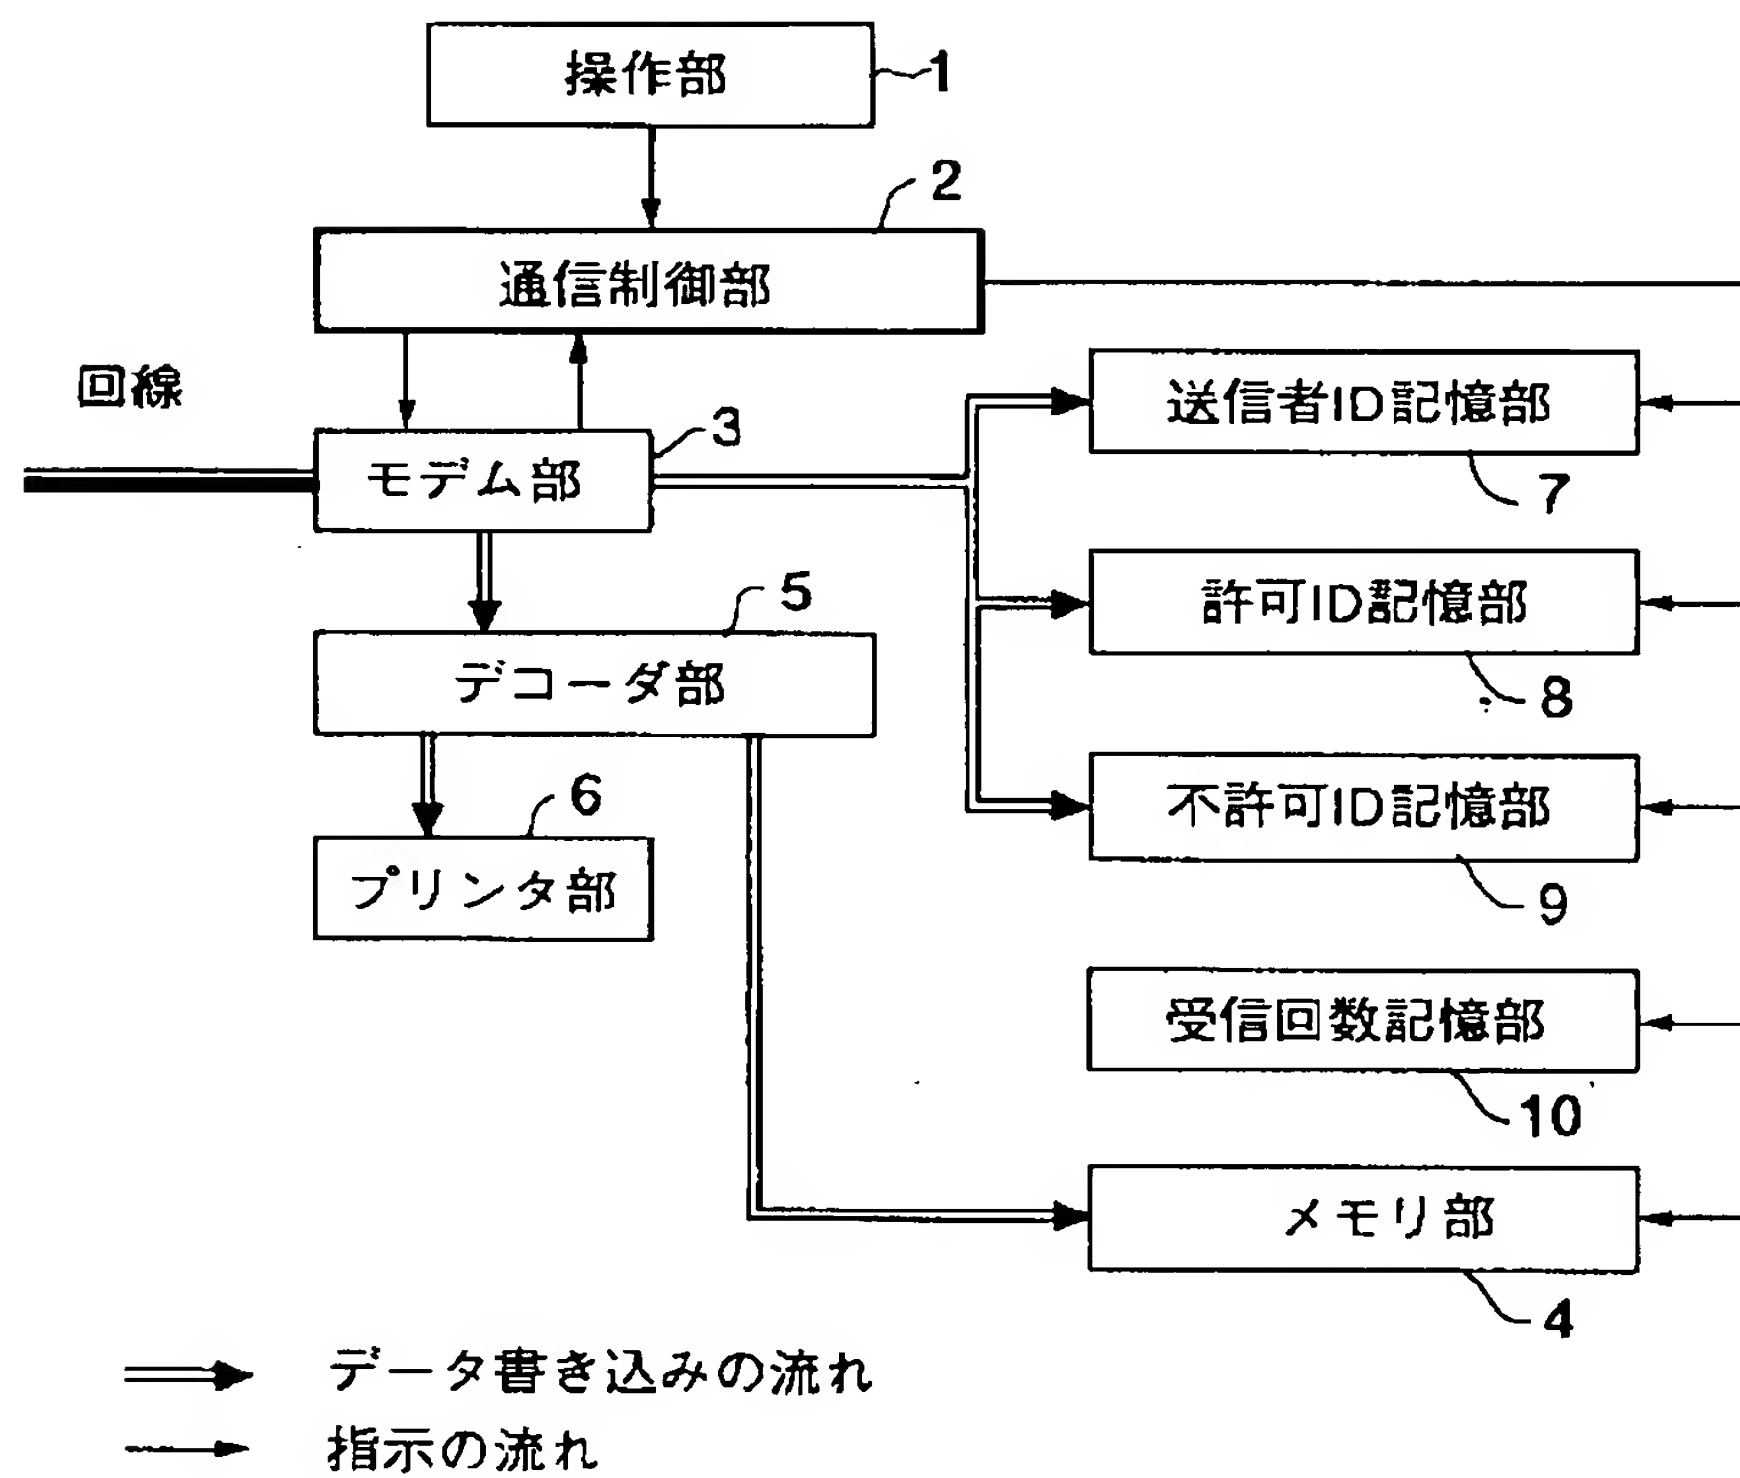 操作部
1
2
通信制御部
回線
3
モデム部
送信者ID記憶部
7
5
許可ID記憶部
8
デコーダ部
6
不許可ID記憶部
9
プリンタ部
受信回数記憶部
10
メモリ部
4
データ書き込みの流れ
指示の流れ